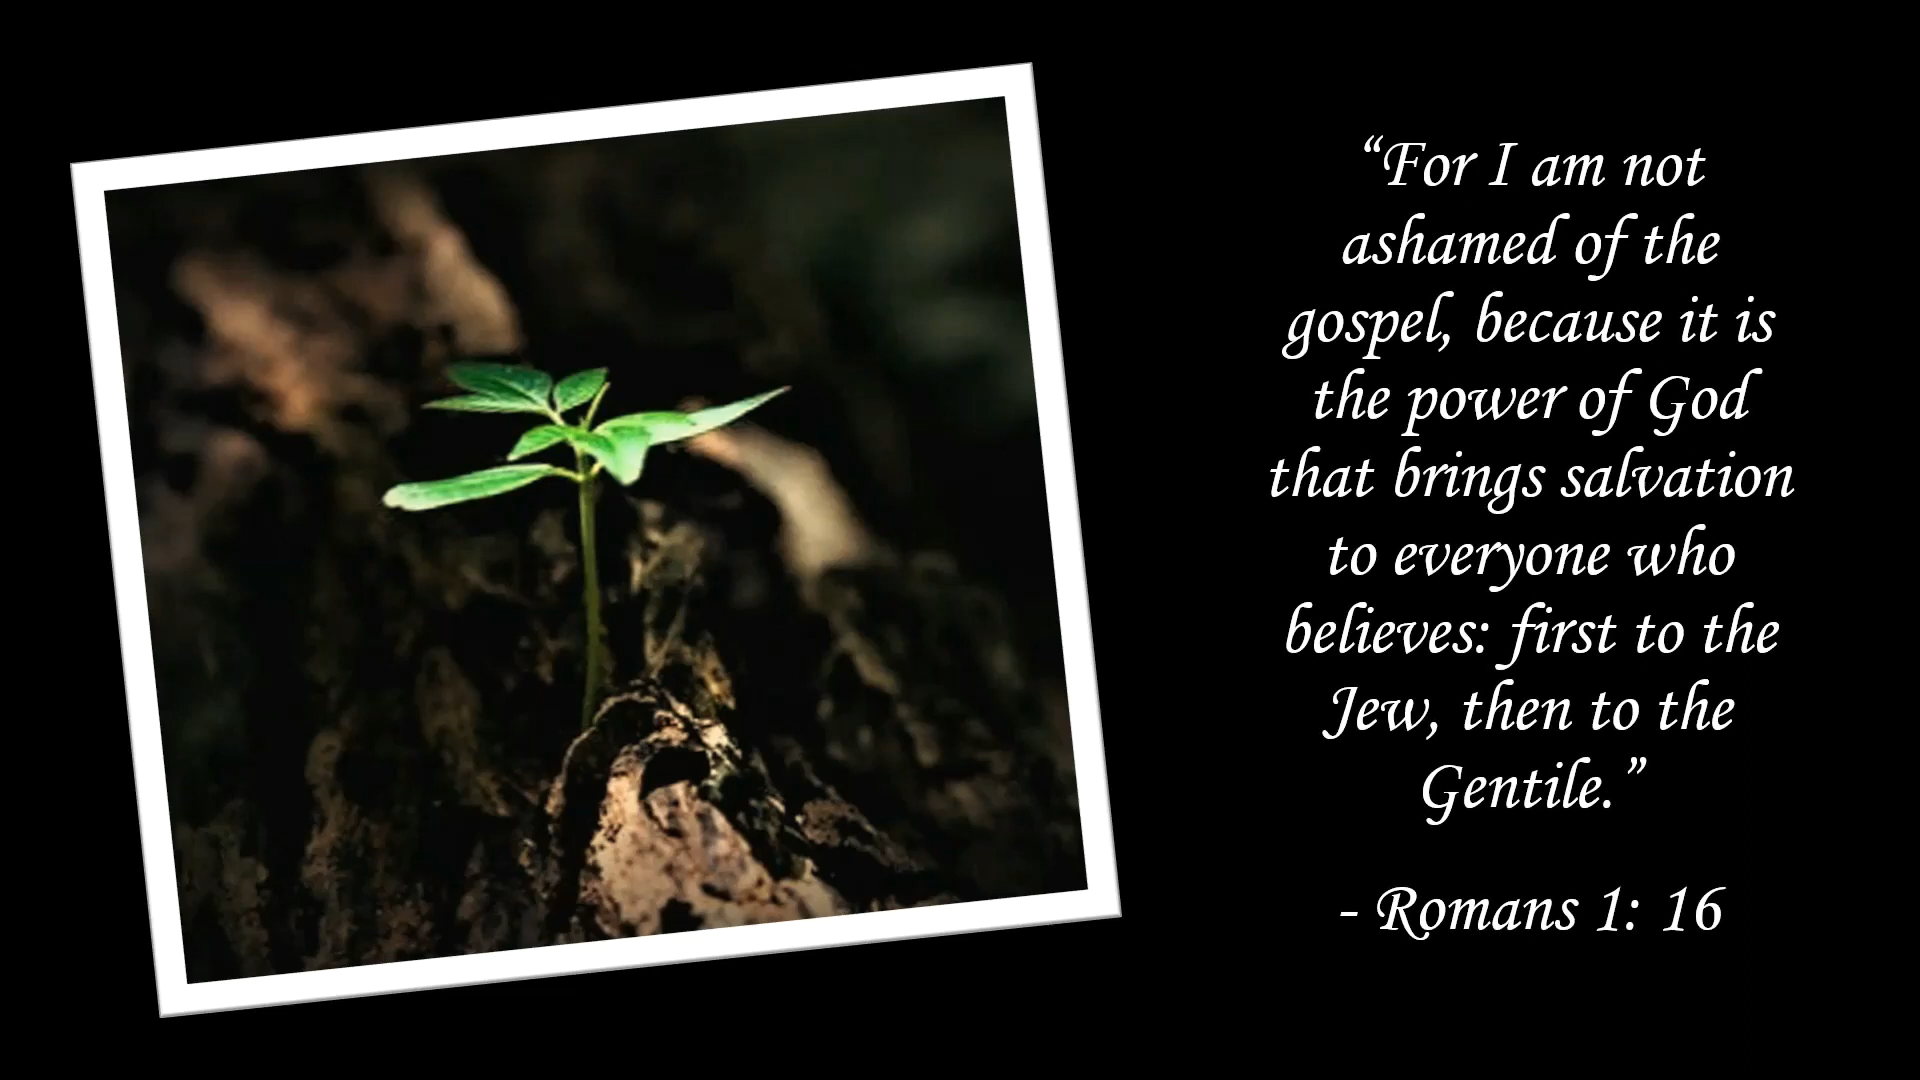 “For I am not
ashamed of the
gospel, because it is
the power of God
that brings salvation
to everyone who
believes: first to the
Jew, then to the
Gentile.”
- Romans 1: 16